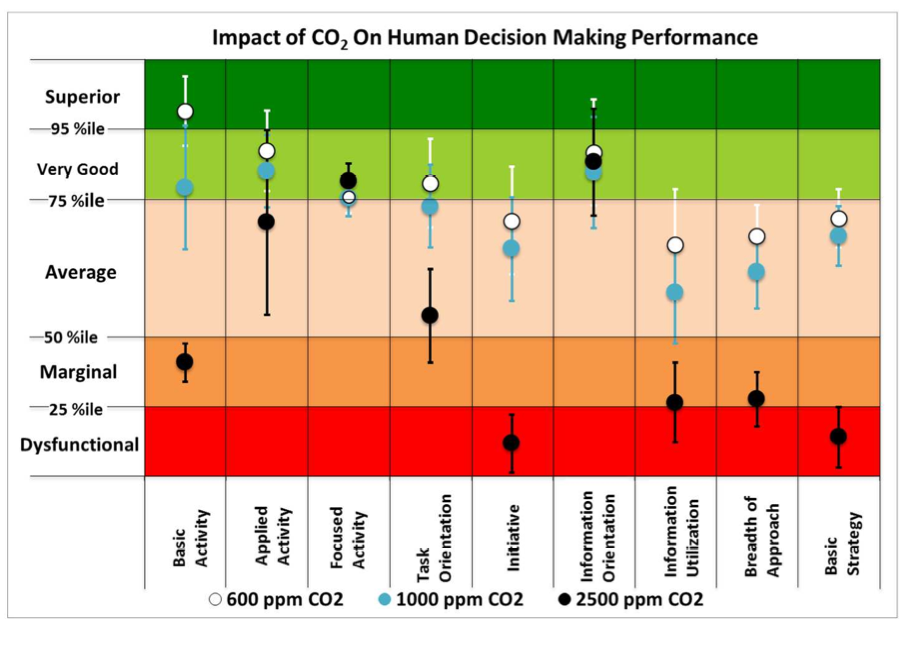 Impact of CO2 On Human Decision Making Performance
Superior
95 %ile
Very Good
75 %ile
Average
50 %ile
Marginal
25 %ile
Dysfunctional
Basic
Activity
Applied
Activity
Focused
Activity
Task
Orientation
Initiative
Information
Orientation
Information
Utilization
Breadth of
Approach
Basic
Strategy
600 ppm CO2 1000 ppm CO2 2500 ppm CO2